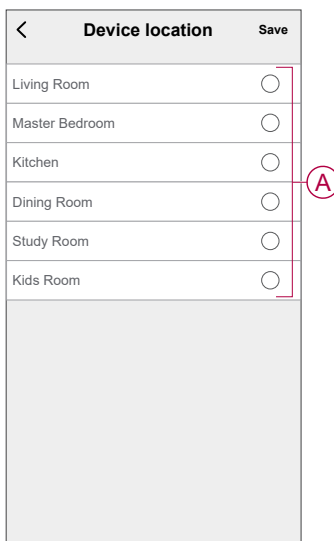 Device location Save
Living Room
Master Bedroom
Kitchen
A
Dining Room
Study Room
Kids Room